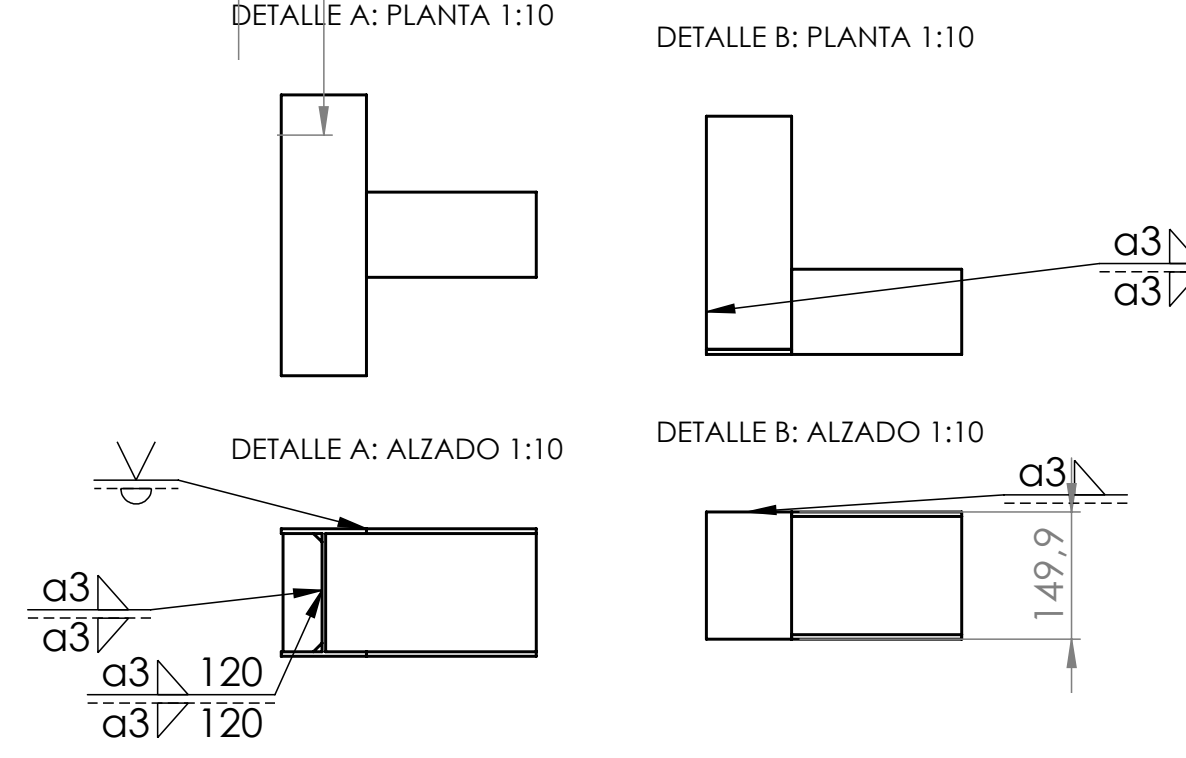 DETALLE A: PLANTA 1:10
DETALLE B: PLANTA 1:10
a3
a3
DETALLE A: ALZADO 1:10
DETALLE B: ALZADO 1:10
a3
149,9
a3
a3
a3 120
a3 120